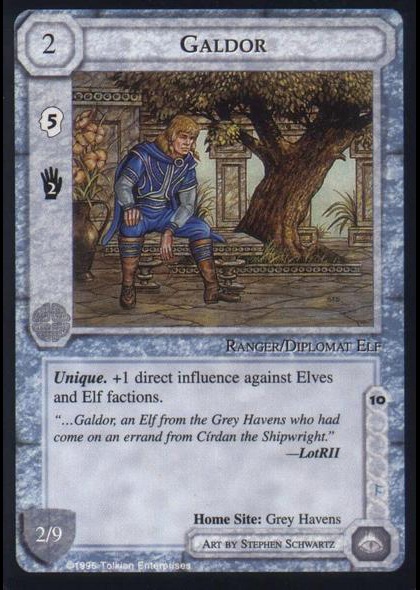 2 GALDOR
5
2
STS
RANGER/DIPLOMAT ELF
Unique. +1 direct influence against Elves
and Elf factions.
10
“…Galdor, an Elf from the Grey Havens who had
come on an errand from Círdan the Shipwright.”
—LotRII
F
Home Site: Grey Havens
2/9
ART BY STEPHEN SCHWARTZ
©1995 Tolkien Enterprises